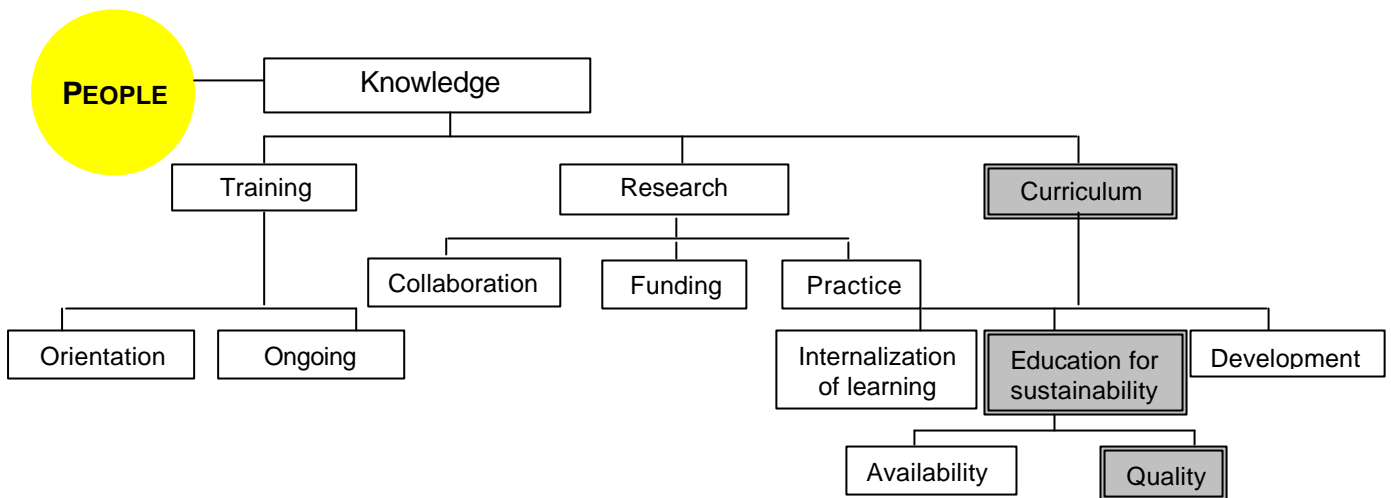 PEOPLE
Knowledge
Training
Research
Curriculum
Collaboration
Funding
Practice
Orientation
Ongoing
Internalization
of learning
Education for
sustainability
Development
Availability
Quality